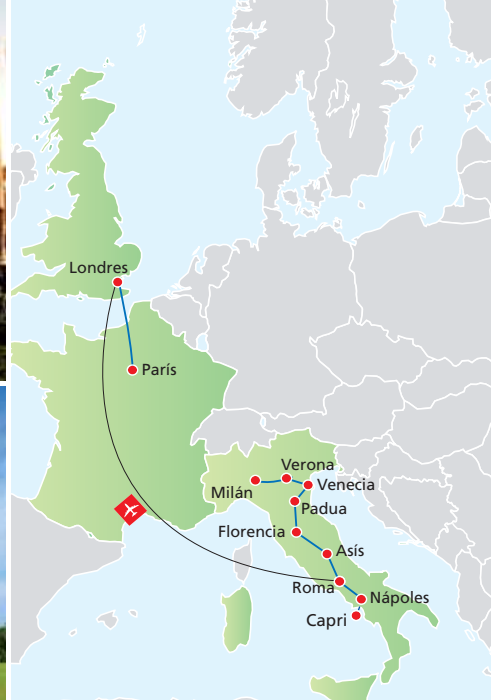 Londres
París
Verona
Milán
Venecia
Padua
Florencia
Asís
Roma
Nápoles
Capri